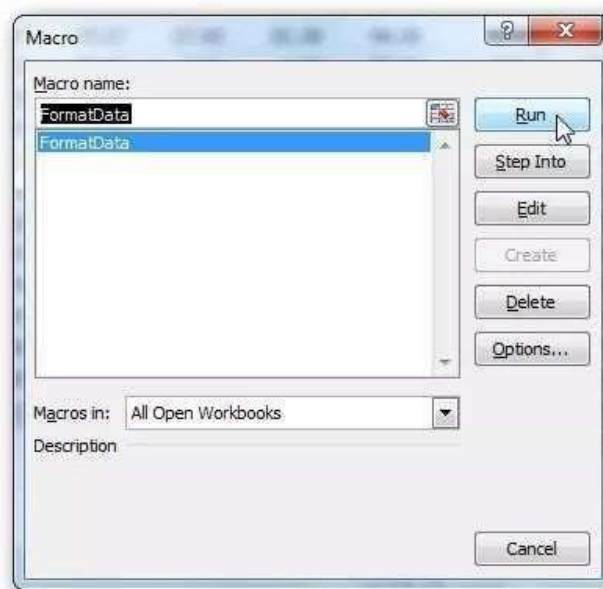 Macro
Macro name:
FormatData
FormatData
Run
Step Into
Edit
Create
Delete
Options...
Macros in: All Open Workbooks
Description
Cancel